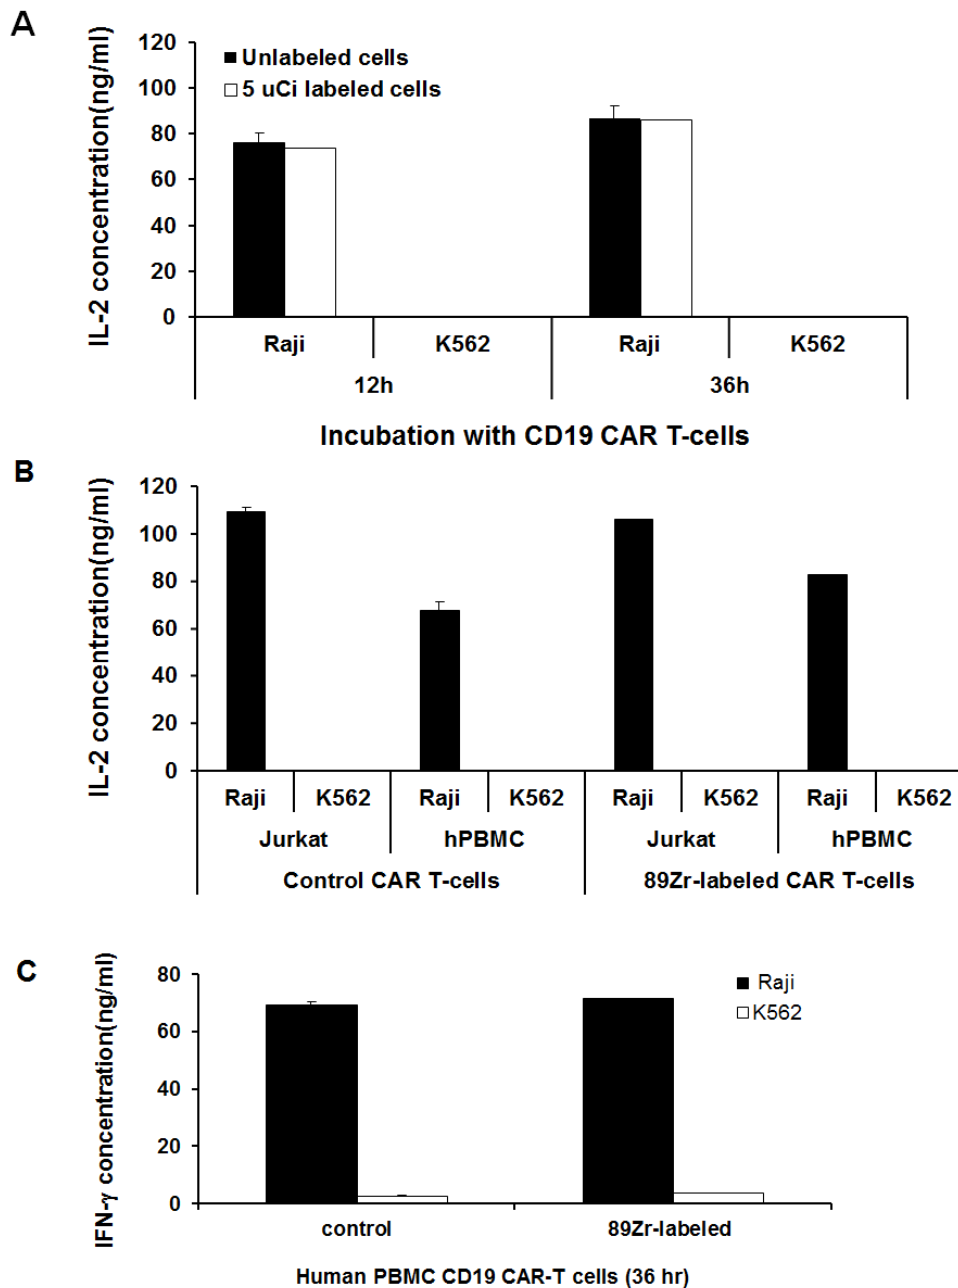 A
IL-2 concentration(ng/ml)
120
100
80
60
40
20
0
Unlabeled cells
5 uCi labeled cells
Raji K562 Raji K562
12h 36h
Incubation with CD19 CAR T-cells
B
IL-2 concentration(ng/ml)
120
100
80
60
40
20
0
Raji K562 Raji K562 Raji K562 Raji K562
Jurkat hPBMC Jurkat hPBMC
Control CAR T-cells 89Zr-labeled CAR T-cells
C
IFN-γ concentration(ng/ml)
80
60
40
20
0
Raji
K562
control 89Zr-labeled
Human PBMC CD19 CAR-T cells (36 hr)